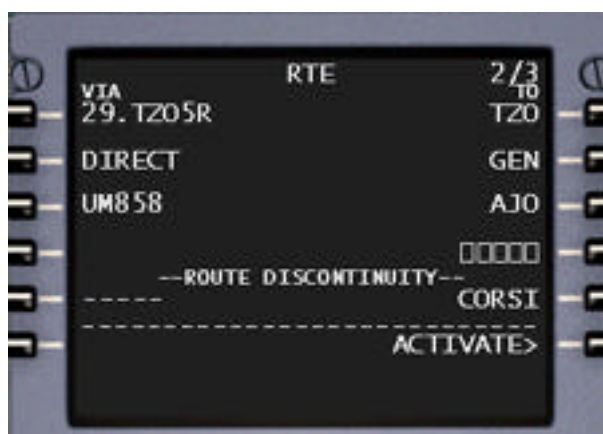 RTE 2/3
VIA TO
29.TZO5R TZO
DIRECT GEN
UM858 AJO
□□□□□
--ROUTE DISCONTINUITY--
----- CORSI
------------------------------
ACTIVATE>